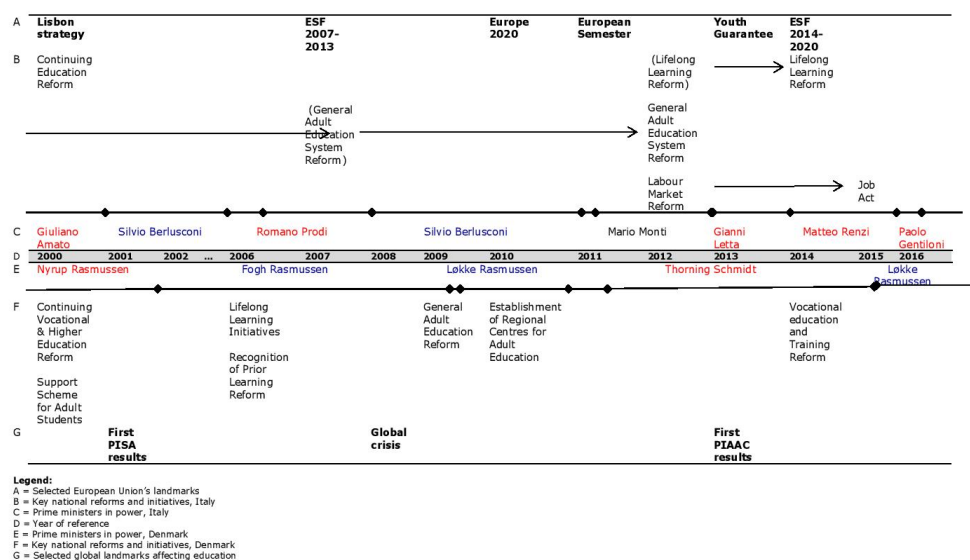 A Lisbon strategy ESF 2007-2013 Europe 2020 European Semester Youth Guarantee ESF 2014-2020
B Continuing Education Reform
(Lifelong Learning Reform)
Lifelong Learning Reform
(General Adult Education System Reform)
General Adult Education System Reform
Labour Market Reform
Job Act
C Giuliano Amato Silvio Berlusconi Romano Prodi Silvio Berlusconi Mario Monti Gianni Letta Matteo Renzi Paolo Gentiloni
D 2000 2001 2002 ... 2006 2007 2008 2009 2010 2011 2012 2013 2014 2015 2016
E Nyrup Rasmussen Fogh Rasmussen Løkke Rasmussen Thorning Schmidt Løkke Rasmussen
F Continuing Vocational & Higher Education Reform
Support Scheme for Adult Students
Lifelong Learning Initiatives
Recognition of Prior Learning Reform
General Adult Education Reform
Establishment of Regional Centres for Adult Education
Vocational education and Training Reform
G First PISA results Global crisis First PIAAC results
Legend:
A = Selected European Union's landmarks
B = Key national reforms and initiatives, Italy
C = Prime ministers in power, Italy
D = Year of reference
E = Prime ministers in power, Denmark
F = Key national reforms and initiatives, Denmark
G = Selected global landmarks affecting education